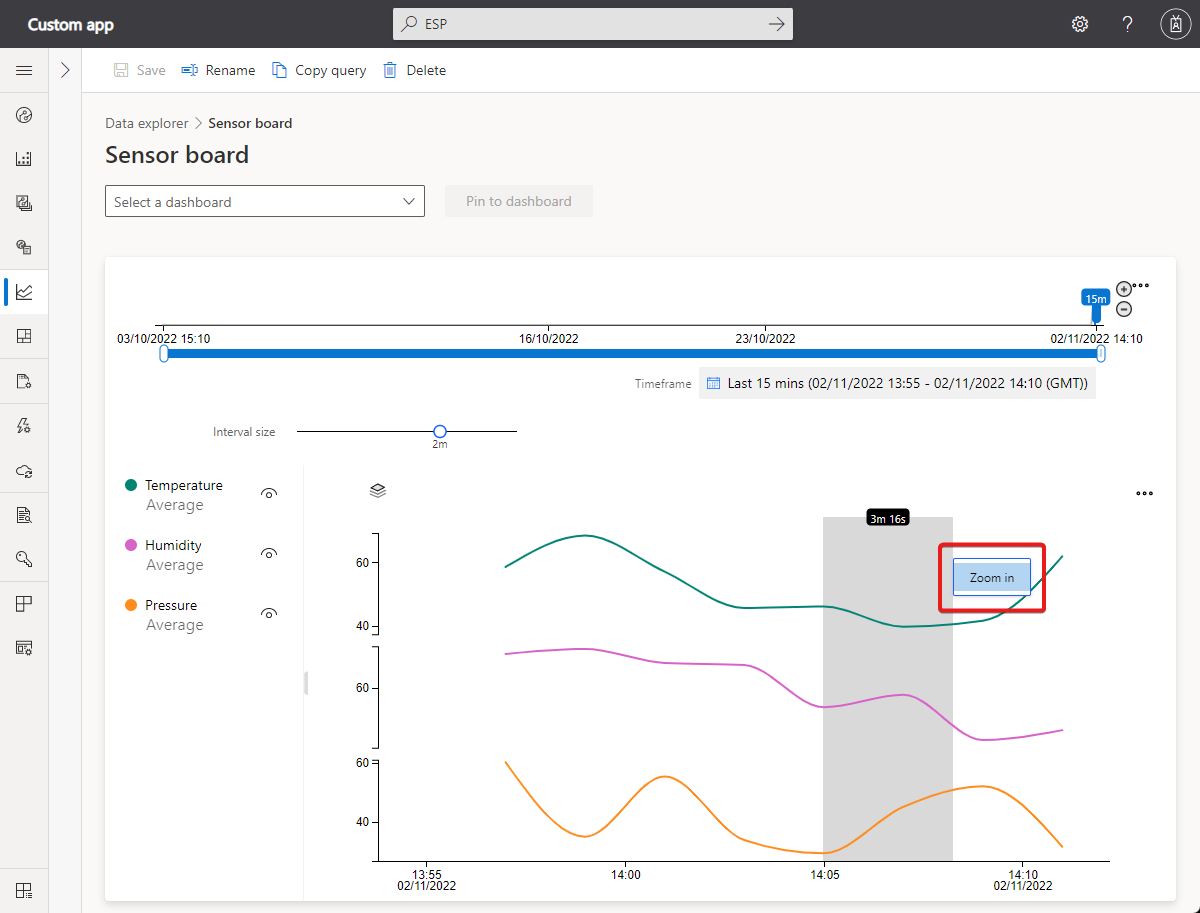 Custom app
ESP
Save
Rename
Copy query
Delete
Data explorer > Sensor board
Sensor board
Select a dashboard
Pin to dashboard
15m
03/10/2022 15:10
16/10/2022
23/10/2022
02/11/2022 14:10
Timeframe
Last 15 mins (02/11/2022 13:55 - 02/11/2022 14:10 (GMT))
Interval size
2m
Temperature
Average
Humidity
Average
Pressure
Average
3m 16s
Zoom in
60
40
60
60
40
13:55
02/11/2022
14:00
14:05
14:10
02/11/2022